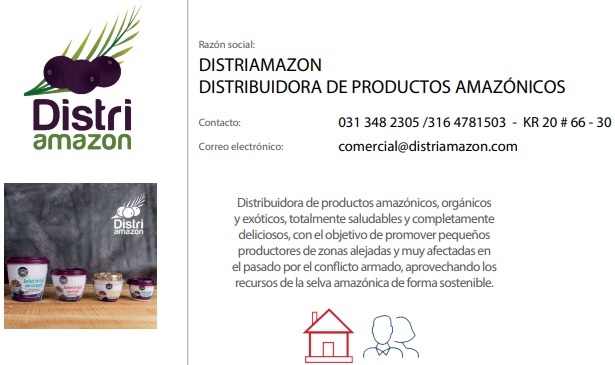 Distri
amazon
Razón social:
DISTRIAMAZON
DISTRIBUIDORA DE PRODUCTOS AMAZÓNICOS
Contacto: 031 348 2305 /316 4781503 - KR 20 # 66 - 30
Correo electrónico: comercial@distriamazon.com
Distri
amazon
Distribuidora de productos amazónicos, orgánicos
y exóticos, totalmente saludables y completamente
deliciosos, con el objetivo de promover pequeños
productores de zonas alejadas y muy afectadas en
el pasado por el conflicto armado, aprovechando los
recursos de la selva amazónica de forma sostenible.